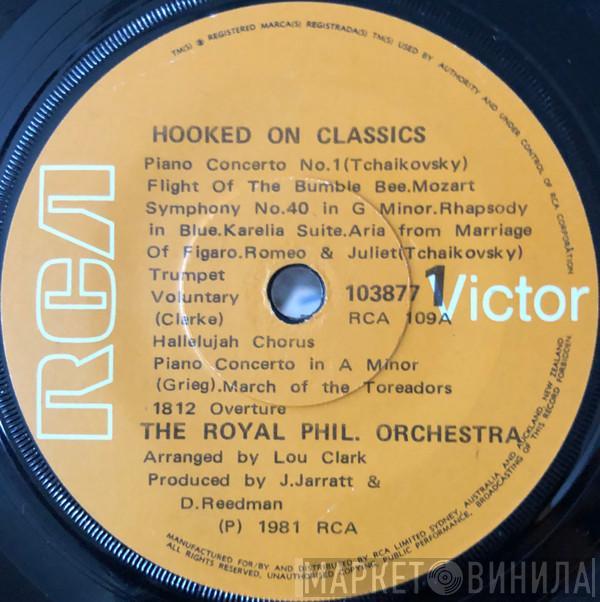 TM(S) ® REGISTERED MARCA(S) REGISTRADA(S) TM(S) USED BY AUTHORITY AND UNDER CONTROL OF RCA CORPORATION
HOOKED ON CLASSICS
Piano Concerto No.1(Tchaikovsky)
Flight Of The Bumble Bee.Mozart
Symphony No.40 in G Minor.Rhapsody
in Blue.Karelia Suite.Aria from Marriage
Of Figaro.Romeo & Juliet(Tchaikovsky)
Trumpet
Voluntary 103877 1
(Clarke) RCA 109A
RCA Victor
Hallelujah Chorus
Piano Concerto in A Minor
(Grieg).March of the Toreadors
1812 Overture
THE ROYAL PHIL. ORCHESTRA
Arranged by Lou Clark
Produced by J.Jarratt &
D.Reedman
(P) 1981 RCA
MANUFACTURED FOR/BY AND DISTRIBUTED BY RCA LIMITED SYDNEY, AUSTRALIA AND AUCKLAND, NEW ZEALAND
ALL RIGHTS RESERVED, UNAUTHORISED COPYING, PUBLIC PERFORMANCE, BROADCASTING OF THIS RECORD FORBIDDEN
МАРКЕТ ВИНИЛА